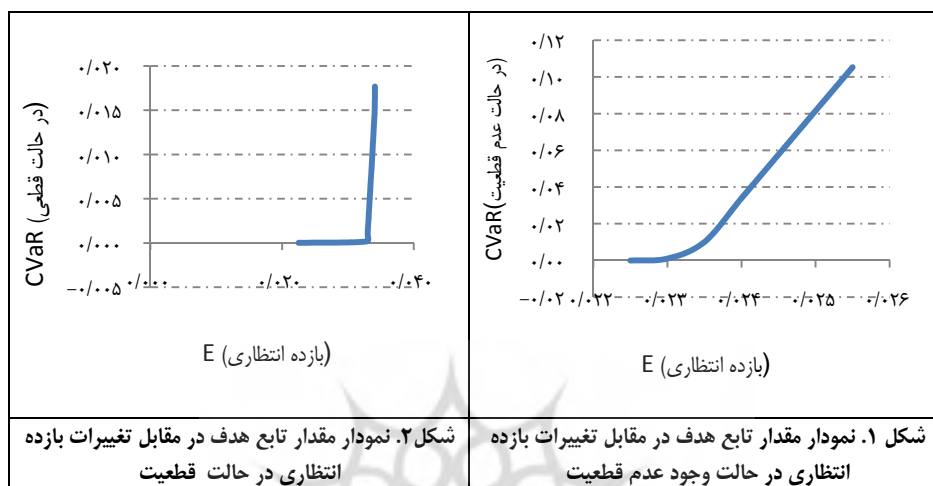 ۰/۱۲
۰/۱۰
۰/۰۸
۰/۰۶
۰/۰۴
۰/۰۲
۰/۰۰
-۰/۰۲
CVaR (در حالت عدم قطعیت)
۰/۰۲۲ ۰/۰۲۳ ۰/۰۲۴ ۰/۰۲۵ ۰/۰۲۶
E (بازده انتظاری)
شکل ۱. نمودار مقدار تابع هدف در مقابل تغییرات بازده
انتظاری در حالت وجود عدم قطعیت
۰/۰۲۰
۰/۰۱۵
۰/۰۱۰
۰/۰۰۵
۰/۰۰۰
-۰/۰۰۵
CVaR (در حالت قطعی)
۰/۰۰۰ ۰/۰۲۰ ۰/۰۴۰
E (بازده انتظاری)
شکل۲. نمودار مقدار تابع هدف در مقابل تغییرات بازده
انتظاری در حالت قطعیت